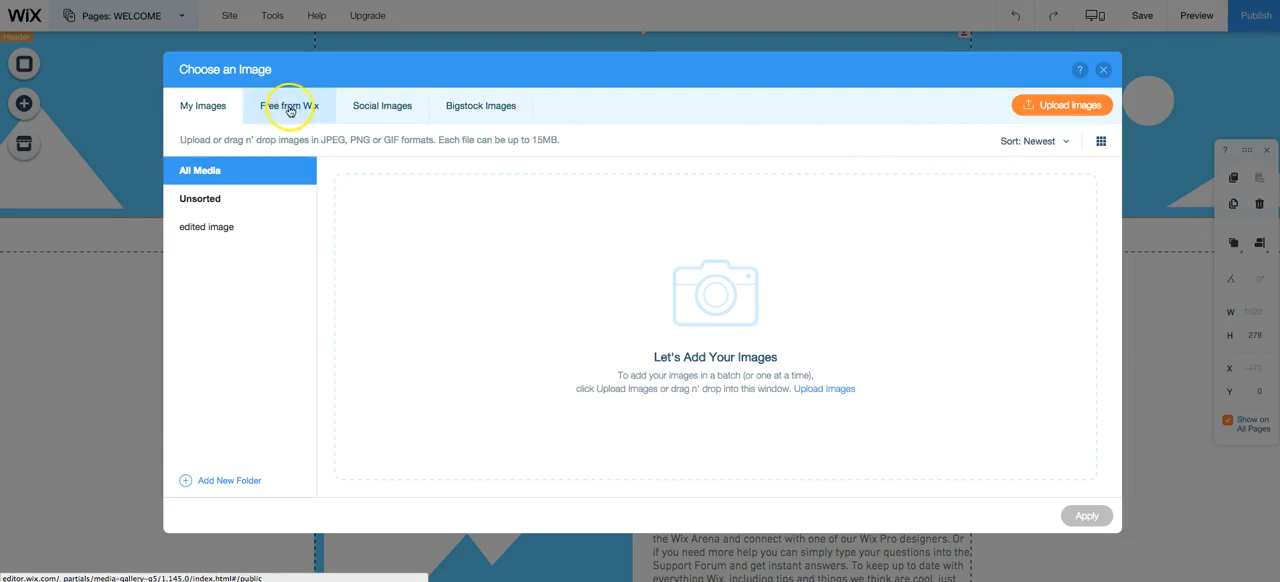 WiX Pages: WELCOME Site Tools Help Upgrade Save Preview Publish
Header
Choose an Image ?
My Images Free from Wix Social Images Bigstock Images Upload Images
Upload or drag n' drop images in JPEG, PNG or GIF formats. Each file can be up to 15MB. Sort: Newest
All Media
Unsorted
edited image
Let's Add Your Images
To add your images in a batch (or one at a time),
click Upload Images or drag n' drop into this window. Upload Images
Add New Folder
Apply
?
0°
W 1920
H 278
X -470
Y 0
Show on
All Pages
the Wix Arena and connect with one of our Wix Pro designers. Or
if you need more help you can simply type your questions into the
Support Forum and get instant answers. To keep up to date with
everything Wix, including tips and things we think are cool, just
editor.wix.com/_partials/media-gallery-g5/1.145.0/index.html#/public